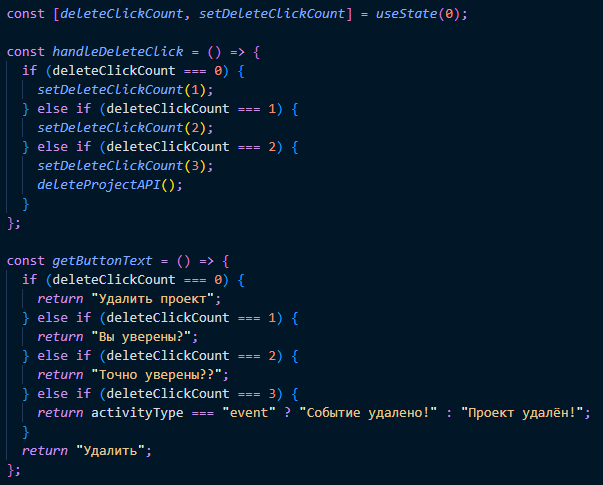 const [deleteClickCount, setDeleteClickCount] = useState(0);

const handleDeleteClick = () => {
  if (deleteClickCount === 0) {
    setDeleteClickCount(1);
  } else if (deleteClickCount === 1) {
    setDeleteClickCount(2);
  } else if (deleteClickCount === 2) {
    setDeleteClickCount(3);
    deleteProjectAPI();
  }
};

const getButtonText = () => {
  if (deleteClickCount === 0) {
    return "Удалить проект";
  } else if (deleteClickCount === 1) {
    return "Вы уверены?";
  } else if (deleteClickCount === 2) {
    return "Точно уверены??";
  } else if (deleteClickCount === 3) {
    return activityType === "event" ? "Событие удалено!" : "Проект удалён!";
  }
  return "Удалить";
};